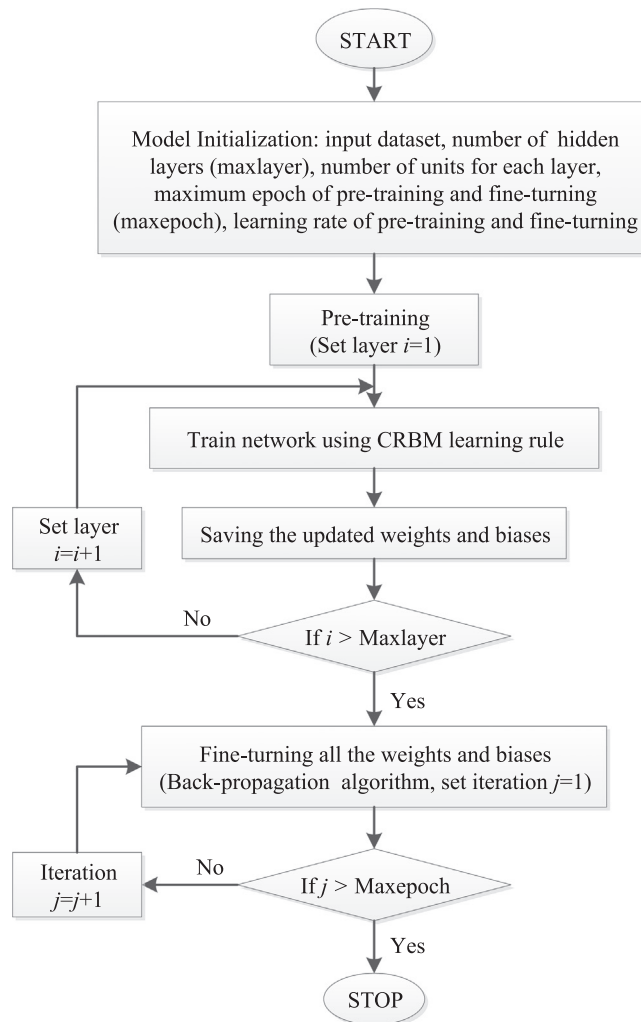 START
Model Initialization: input dataset, number of hidden
layers (maxlayer), number of units for each layer,
maximum epoch of pre-training and fine-turning
(maxepoch), learning rate of pre-training and fine-turning
Pre-training
(Set layer i=1)
Train network using CRBM learning rule
Set layer
i=i+1
Saving the updated weights and biases
No
If i > Maxlayer
Yes
Fine-turning all the weights and biases
(Back-propagation algorithm, set iteration j=1)
Iteration
j=j+1
No
If j > Maxepoch
Yes
STOP